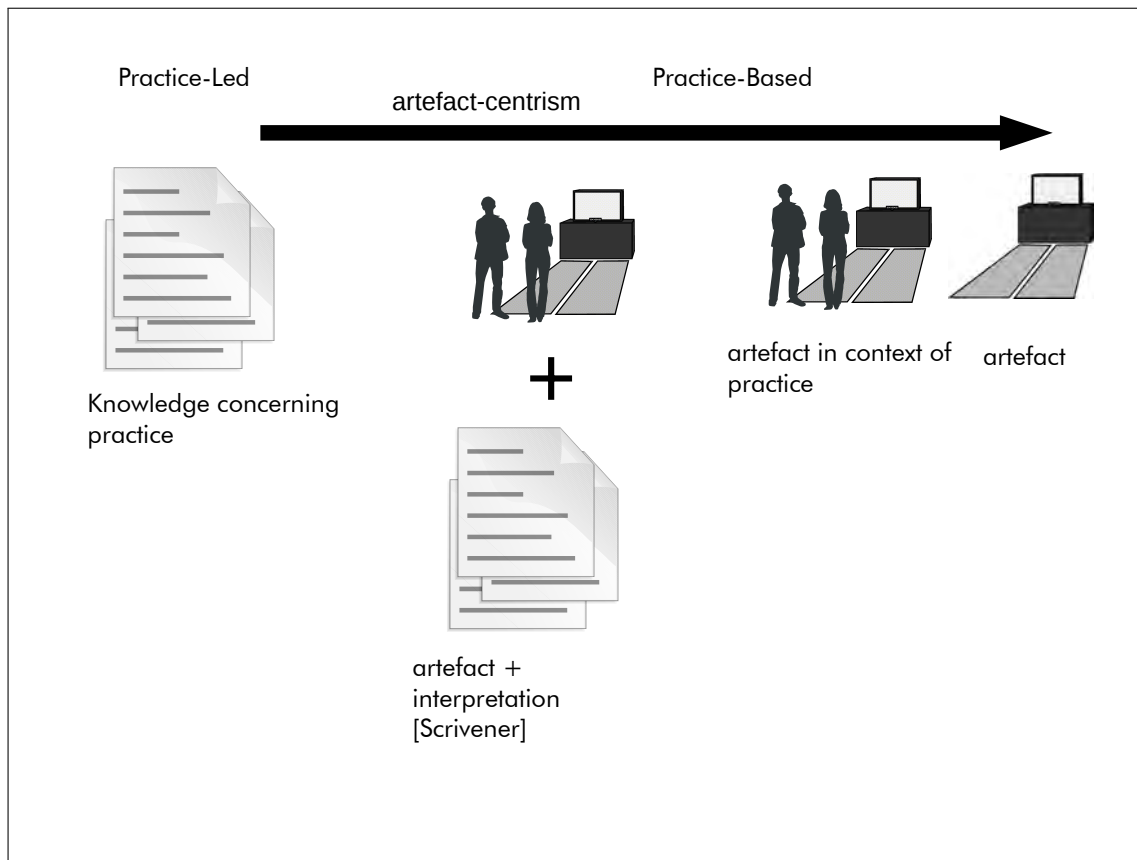 Practice-Led
Practice-Based
artefact-centrism
Knowledge concerning
practice
artefact in context of
practice
artefact
artefact +
interpretation
[Scrivener]